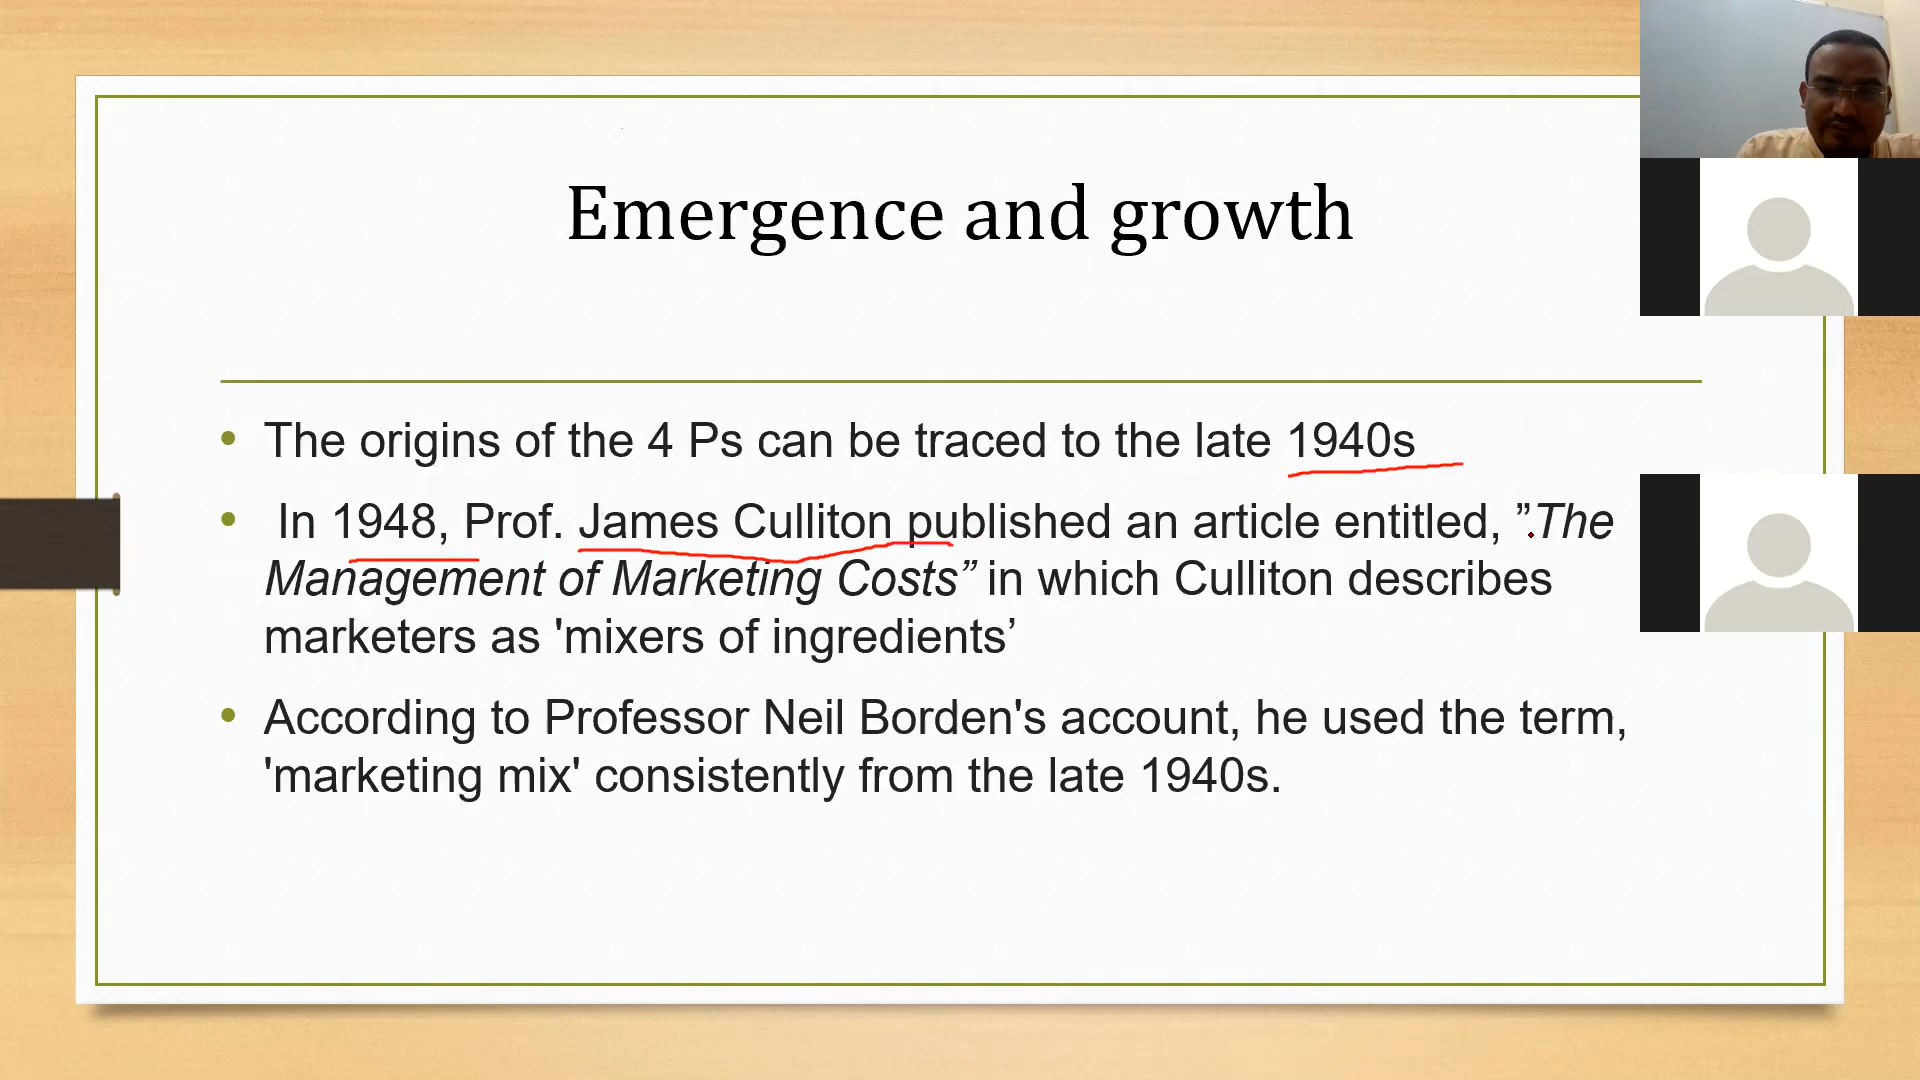 Emergence and growth
• The origins of the 4 Ps can be traced to the late 1940s
• In 1948, Prof. James Culliton published an article entitled, ”The
Management of Marketing Costs” in which Culliton describes
marketers as 'mixers of ingredients’
• According to Professor Neil Borden's account, he used the term,
'marketing mix' consistently from the late 1940s.